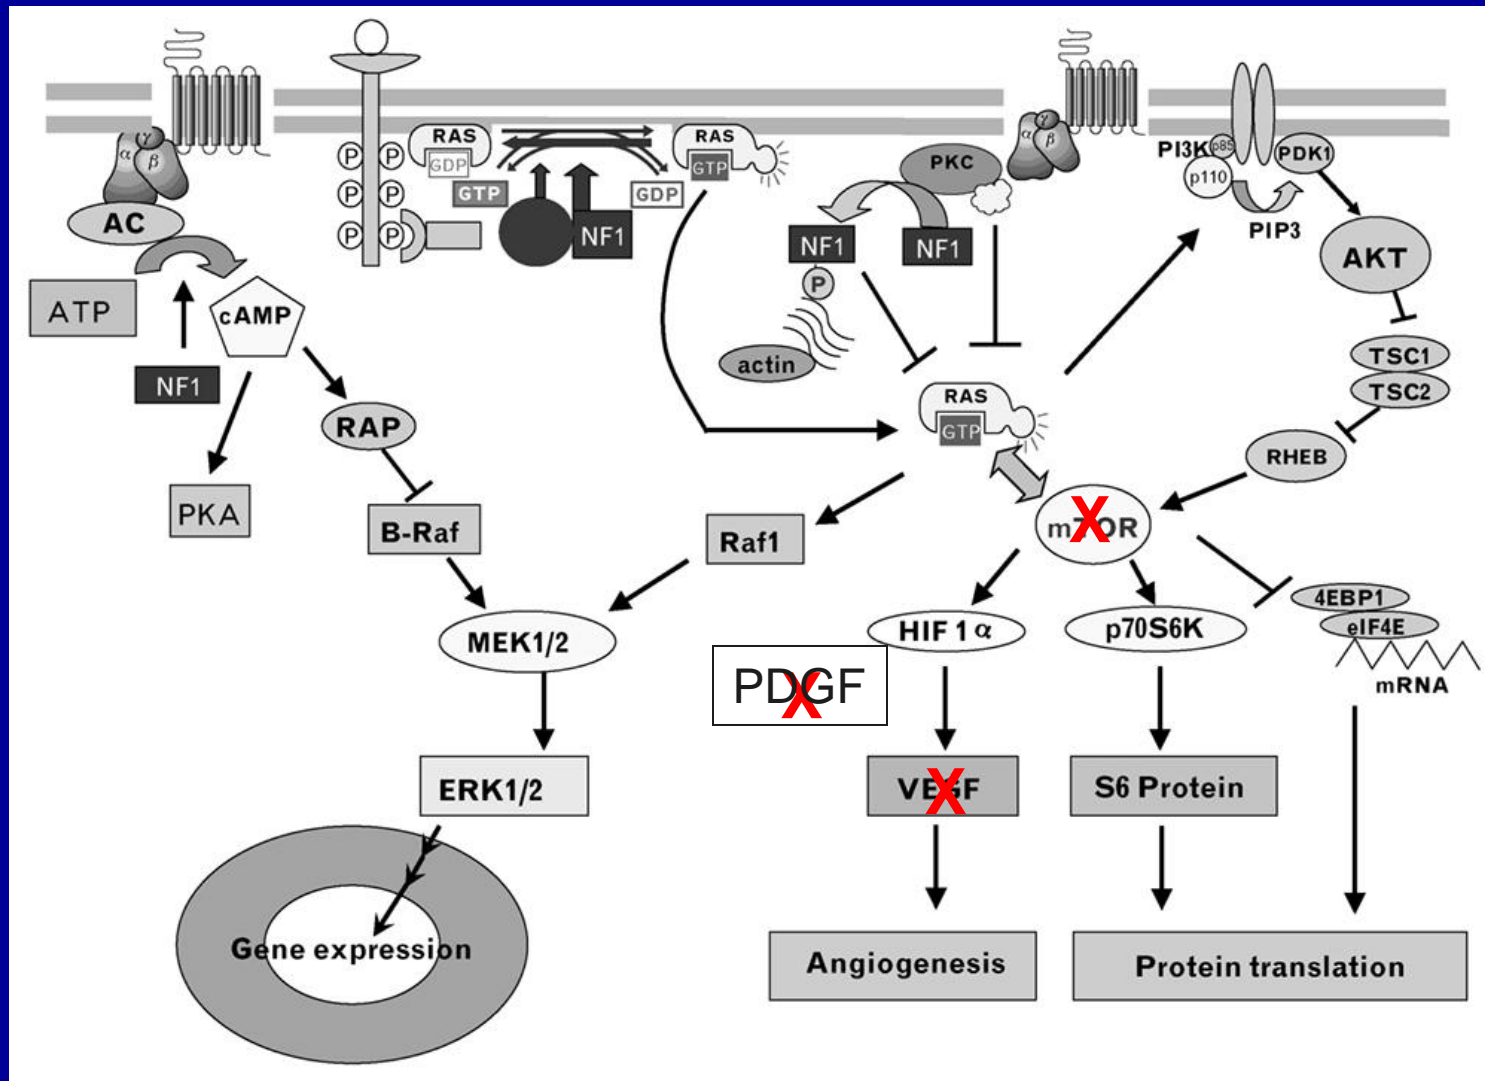 γ
α
β
AC
ATP
cAMP
NF1
RAP
PKA
B-Raf
P
P
P
P
P
P
RAS
GDP
GTP
NF1
GDP
RAS
GTP
PKC
NF1
NF1
P
actin
γ
α
β
PI3K
p85
p110
PDK1
PIP3
AKT
TSC1
TSC2
RHEB
RAS
GTP
Raf1
mTOR
X
MEK1/2
HIF 1 α
p70S6K
4EBP1
eIF4E
mRNA
PDGF
X
ERK1/2
VEGF
X
S6 Protein
Gene expression
Angiogenesis
Protein translation